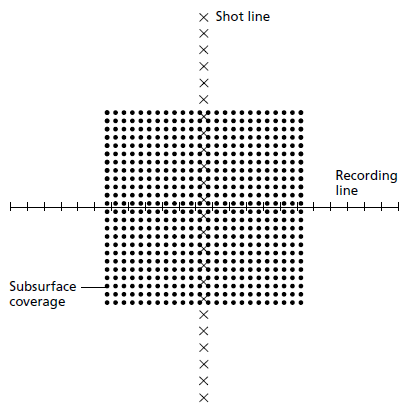 Shot line
Recording
line
Subsurface
coverage